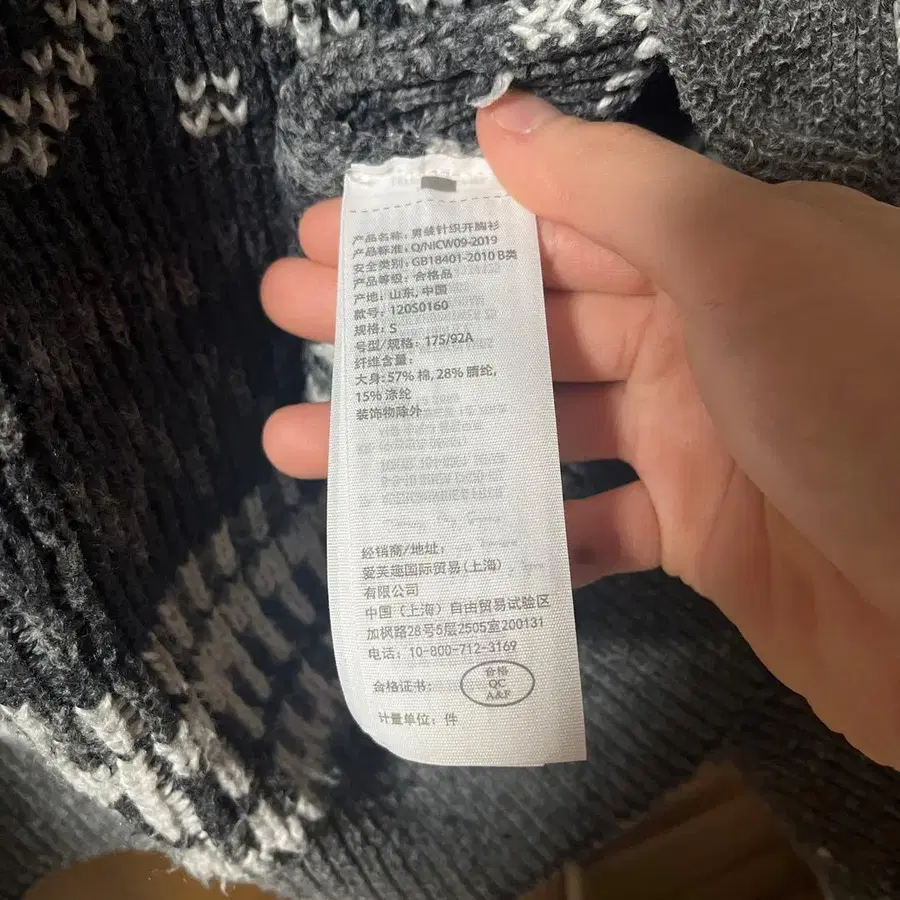 产品名称：男装针织开胸衫
产品标准：Q/NICW09-2019
安全类别：GB18401-2010 B类
产品等级：合格品
产地：山东, 中国
款号：120S0160
规格：S
号型/规格：175/92A
纤维含量：
大身：57% 棉, 28% 腈纶,
15% 涤纶
装饰物除外
经销商/地址：
爱芙趣国际贸易(上海)
有限公司
中国（上海）自由贸易试验区
加枫路28号5层2505室200131
电话：10-800-712-3169
合格证书：
合格
QC
A&F
计量单位：件